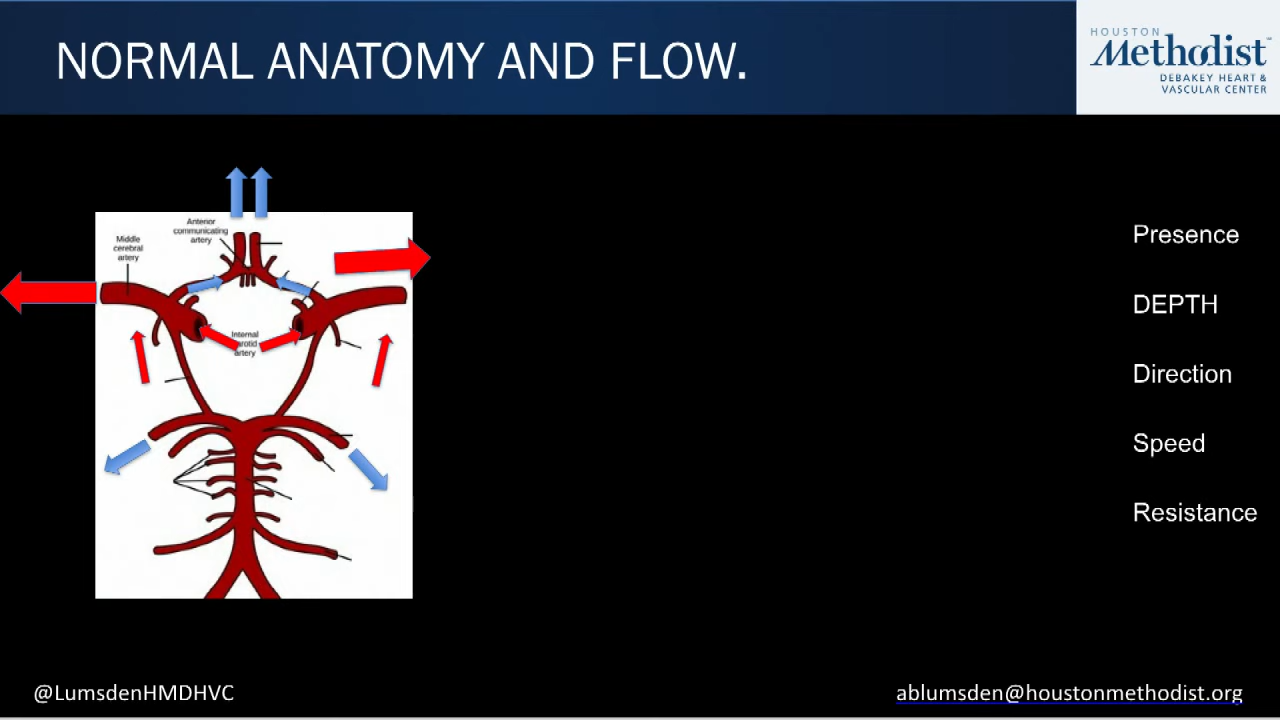 NORMAL ANATOMY AND FLOW.
HOUSTON
Methodist
DEBAKEY HEART &
VASCULAR CENTER
Anterior
communicating
artery
Middle
cerebral
artery
Internal
artery
Presence
DEPTH
Direction
Speed
Resistance
@LumsdenHMDHVC
ablumsden@houstonmethodist.org